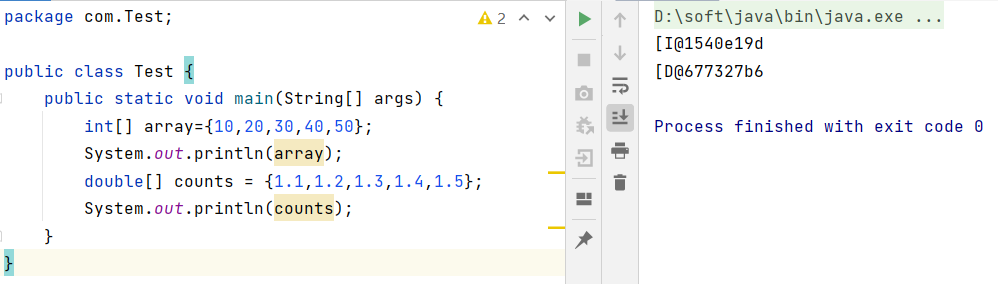 package com.Test;
2
public class Test {
public static void main(String[] args) {
int[] array={10,20,30,40,50};
System.out.println(array);
double[] counts = {1.1,1.2,1.3,1.4,1.5};
System.out.println(counts);
}
}
D:\soft\java\bin\java.exe ...
[I@1540e19d
[D@677327b6
Process finished with exit code 0